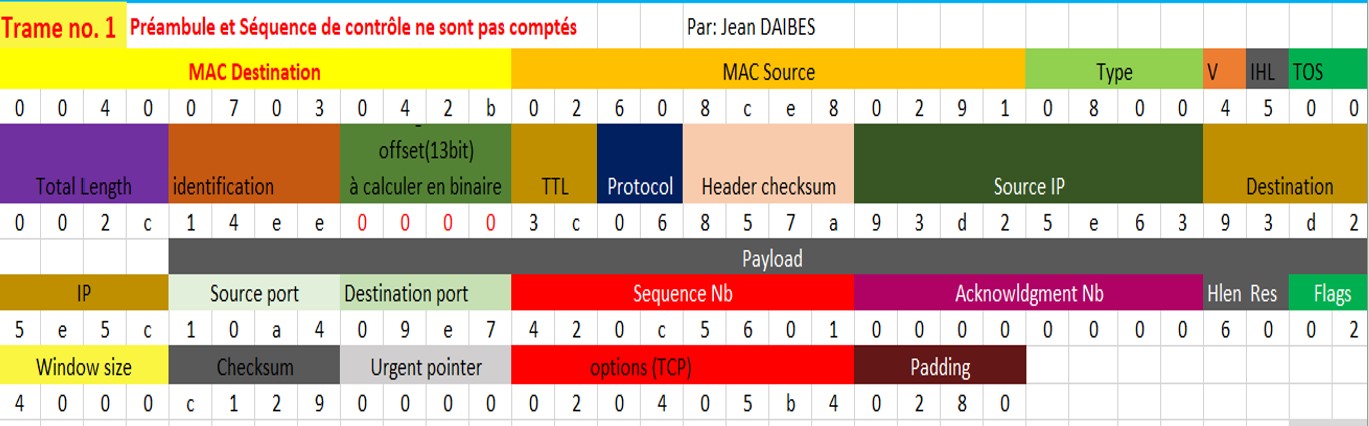 Trame no. 1 Préambule et Séquence de contrôle ne sont pas comptés Par: Jean DAIBES
MAC Destination MAC Source Type V IHL TOS
0 0 4 0 0 7 0 3 0 4 2 b 0 2 6 0 8 c e 8 0 2 9 1 0 8 0 0 4 5 0 0
offset(13bit)
Total Length identification à calculer en binaire TTL Protocol Header checksum Source IP Destination
0 0 2 c 1 4 e e 0 0 0 0 3 c 0 6 8 5 7 a 9 3 d 2 5 e 6 3 9 3 d 2
Payload
IP Source port Destination port Sequence Nb Acknowldgment Nb Hlen Res Flags
5 e 5 c 1 0 a 4 0 9 e 7 4 2 0 c 5 6 0 1 0 0 0 0 0 0 0 0 6 0 0 2
Window size Checksum Urgent pointer options (TCP) Padding
4 0 0 0 c 1 2 9 0 0 0 0 0 2 0 4 0 5 b 4 0 2 8 0